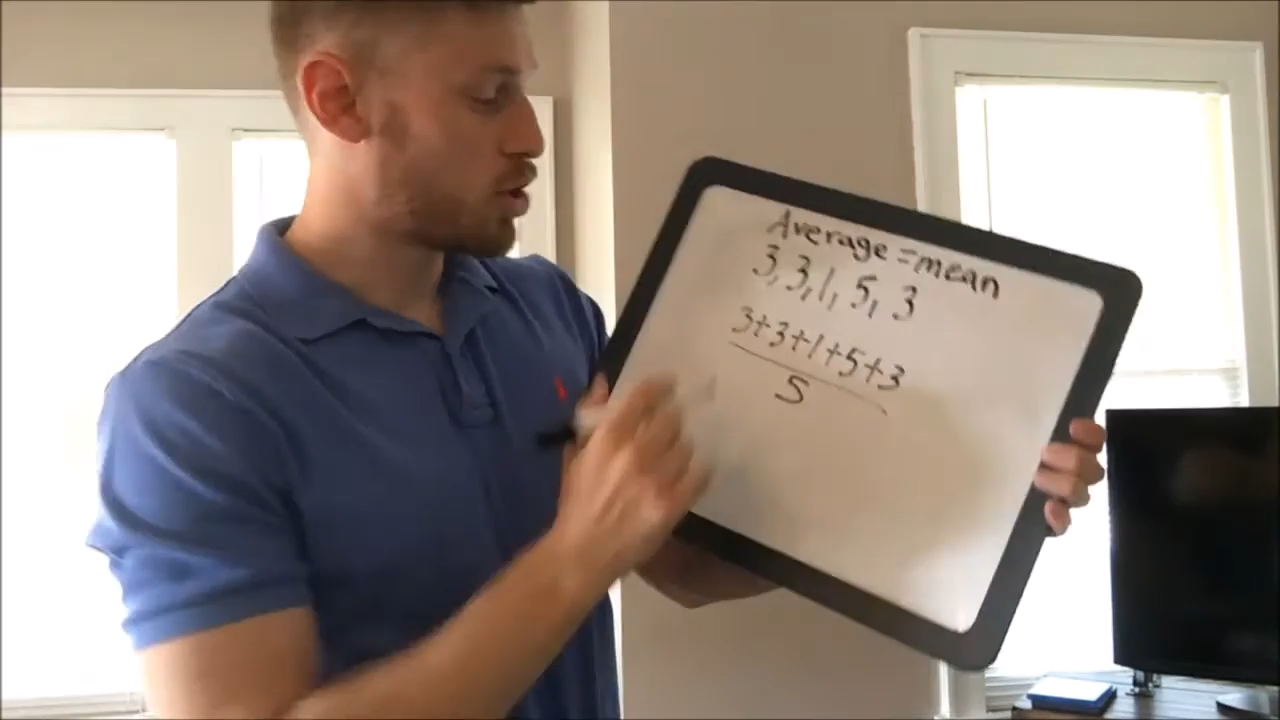 Average = mean
3, 3, 1, 5, 3
3+3+1+5+3
5